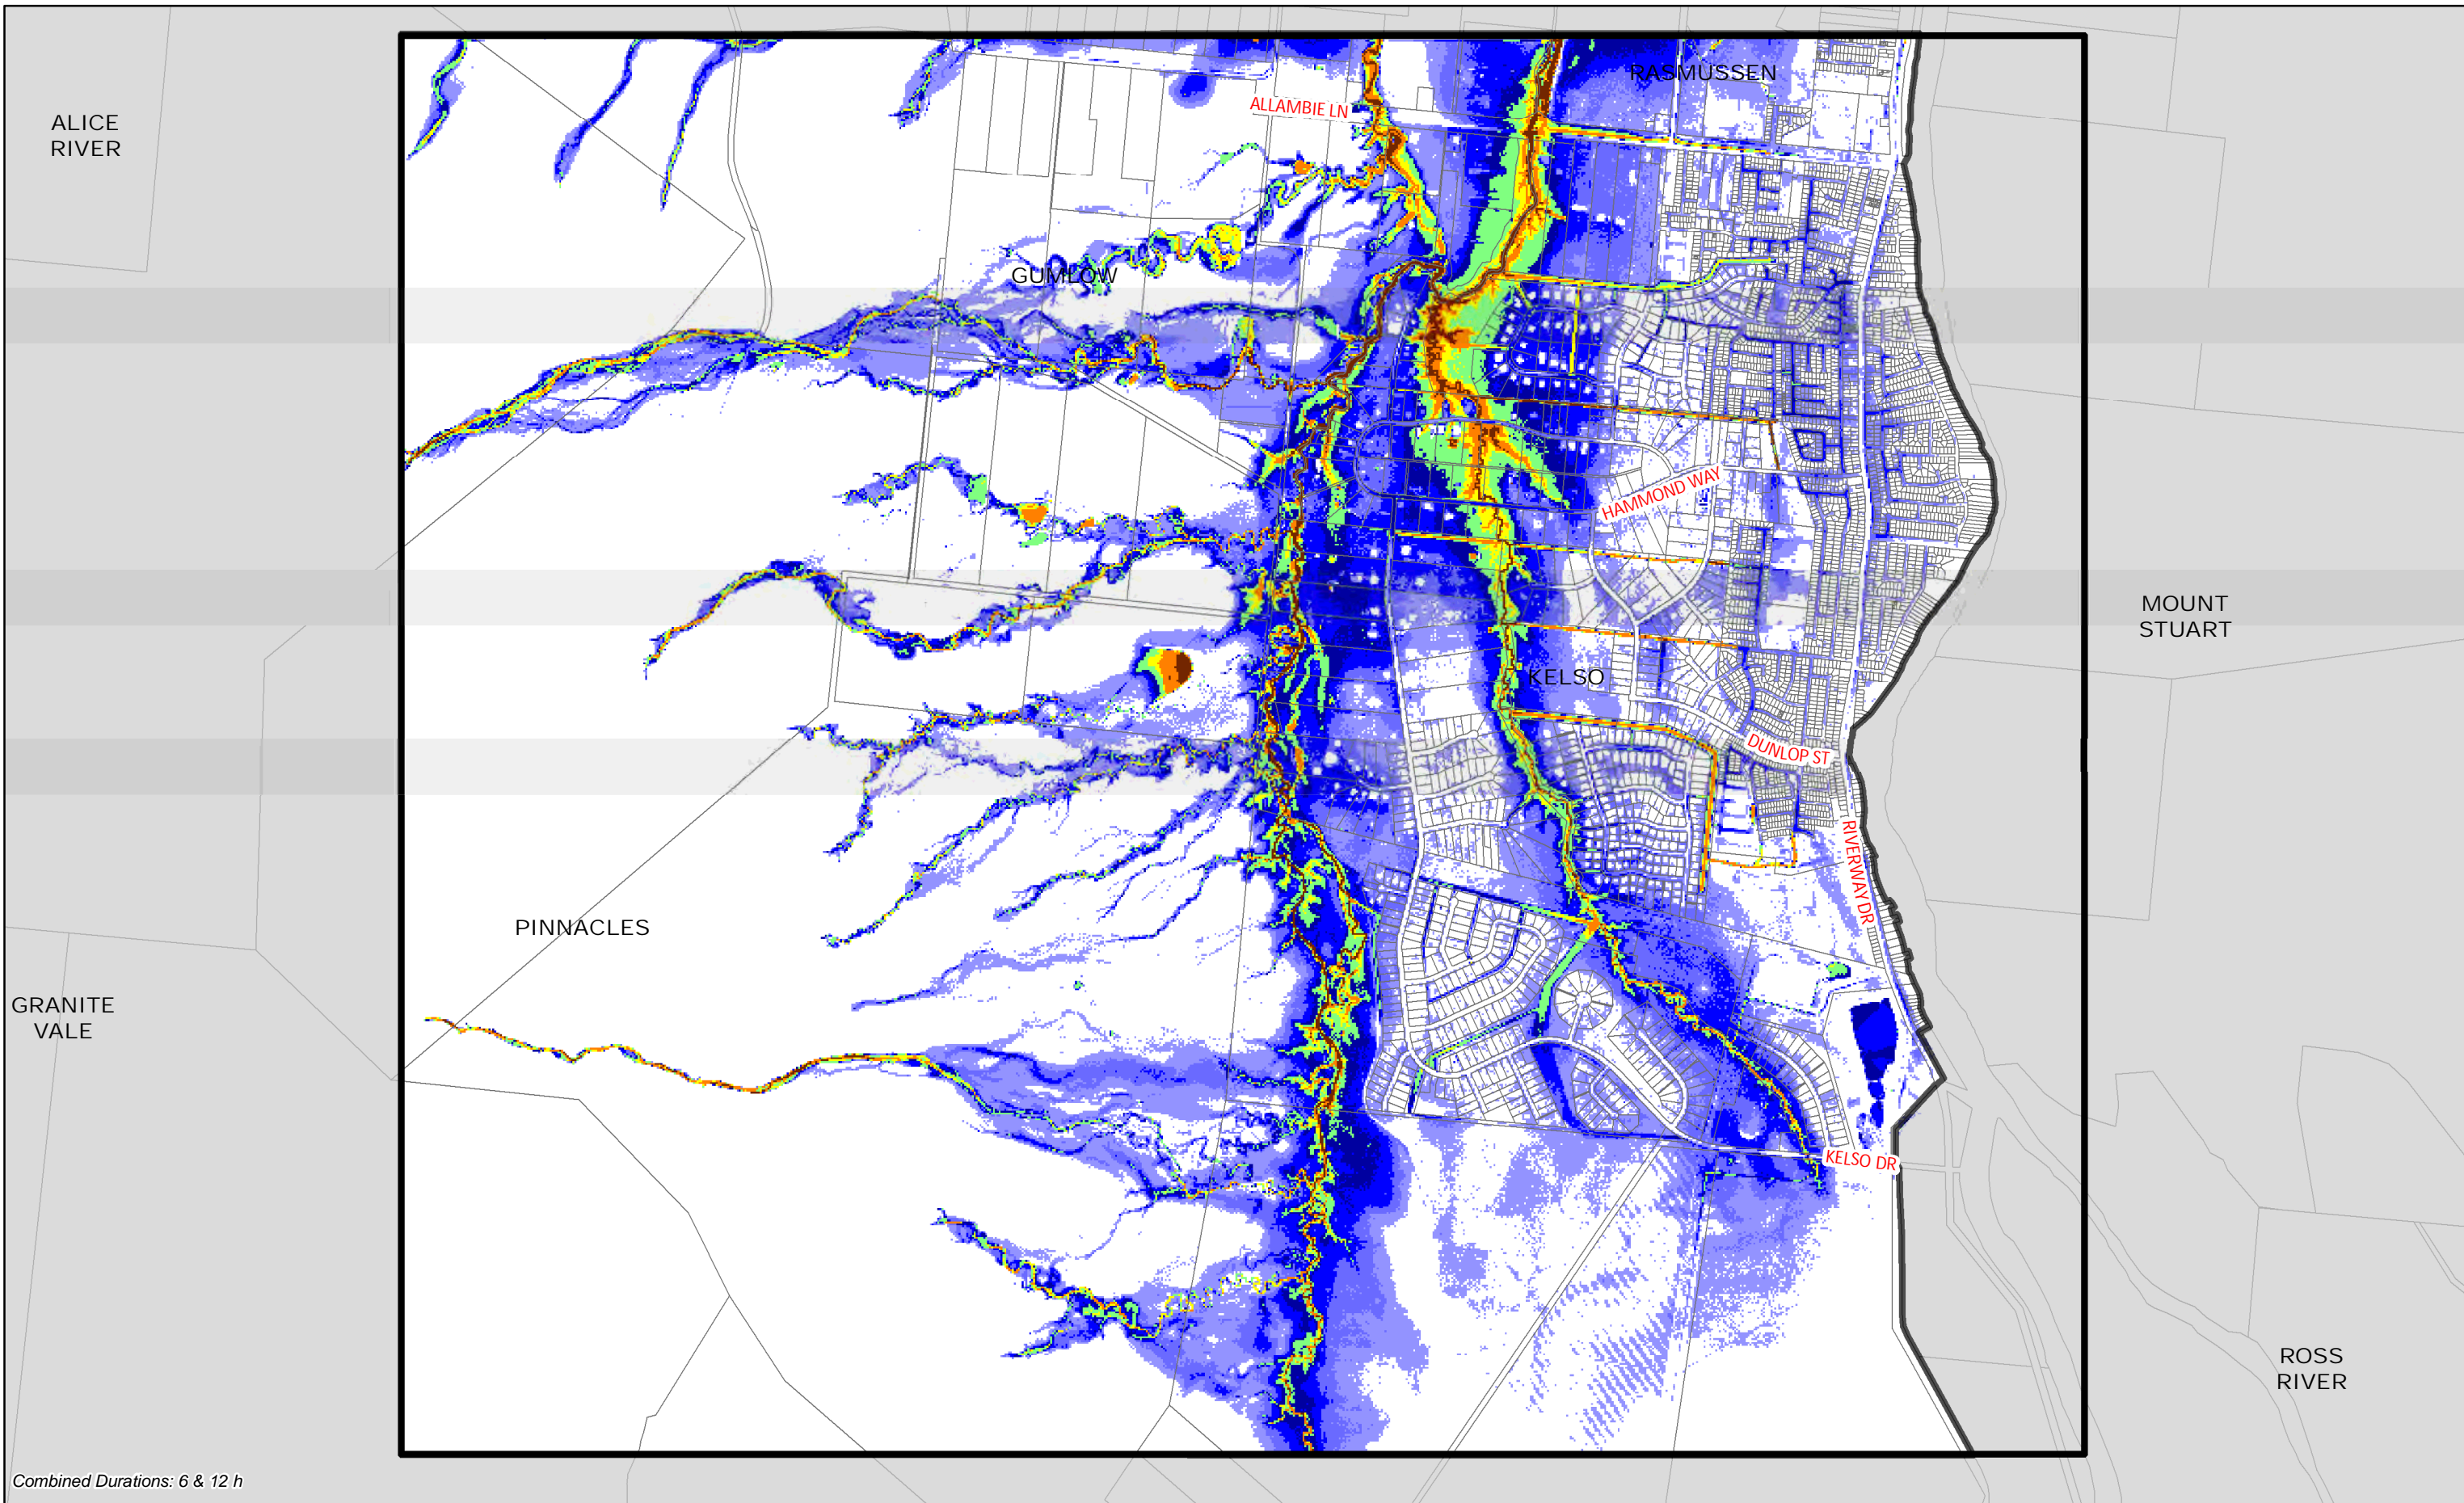 RASMUSSEN
ALLAMBIE LN
ALICE
RIVER
GUMLOW
HAMMOND WAY
MOUNT
STUART
KELSO
DUNLOP ST
RIVERWAY DR
PINNACLES
GRANITE
VALE
KELSO DR
ROSS
RIVER
Combined Durations: 6 & 12 h